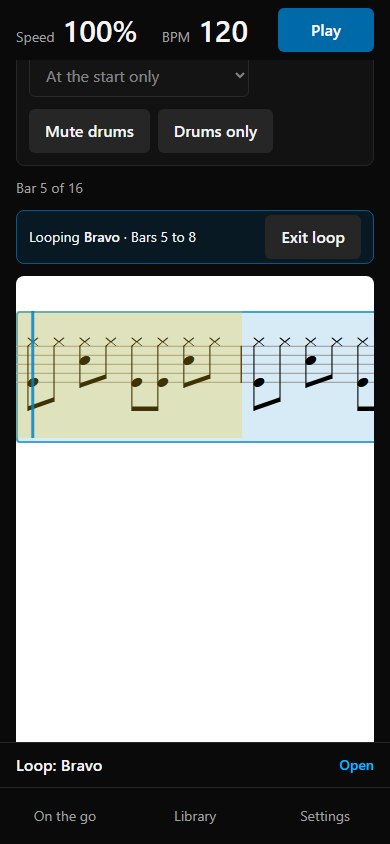 Speed 100% BPM 120 Play
At the start only
Mute drums Drums only
Bar 5 of 16
Looping Bravo · Bars 5 to 8 Exit loop
Loop: Bravo Open
On the go Library Settings